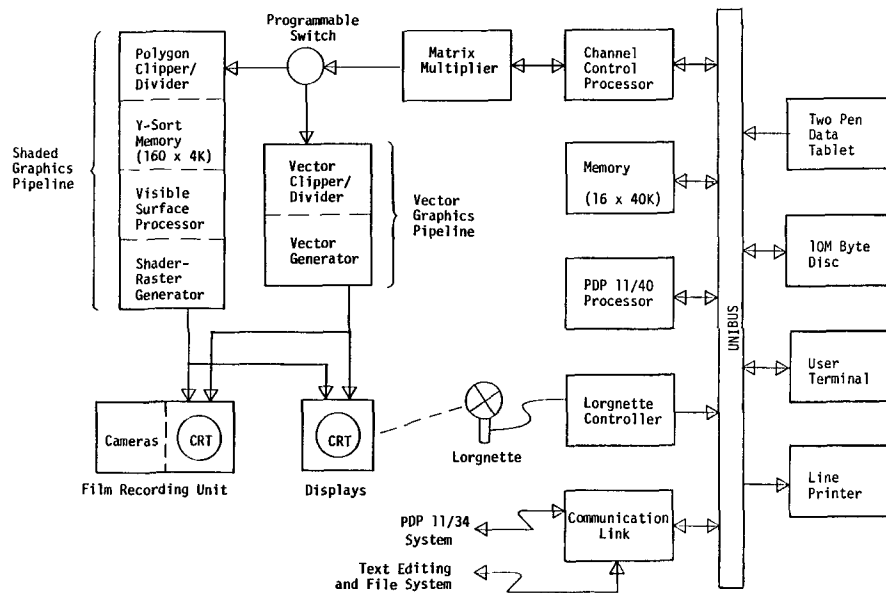 Programmable
Switch
Polygon
Clipper/
Divider
Y-Sort
Memory
(160 x 4K)
Visible
Surface
Processor
Shader-
Raster
Generator
Shaded
Graphics
Pipeline
Matrix
Multiplier
Channel
Control
Processor
Vector
Clipper/
Divider
Vector
Generator
Vector
Graphics
Pipeline
Memory
(16 x 40K)
PDP 11/40
Processor
Lorgnette
Controller
Communication
Link
UNIBUS
Two Pen
Data
Tablet
10M Byte
Disc
User
Terminal
Line
Printer
Cameras
CRT
Film Recording Unit
CRT
Displays
Lorgnette
PDP 11/34
System
Text Editing
and File System